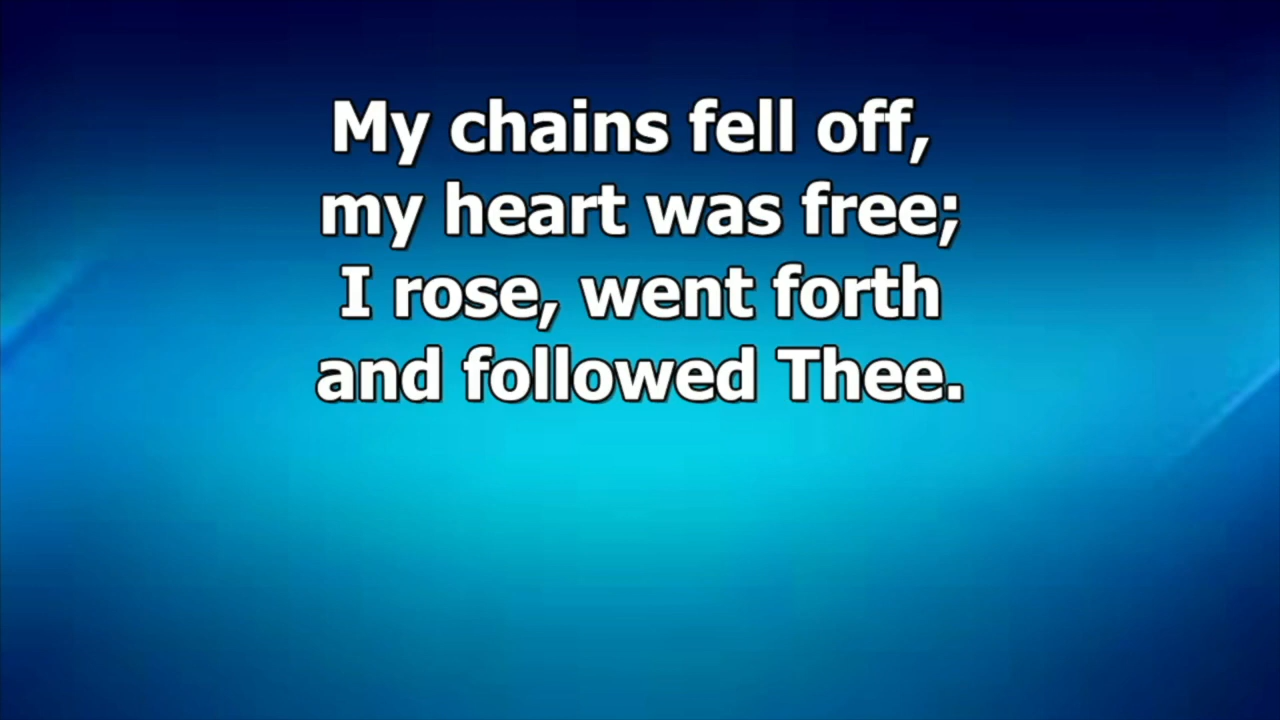 My chains fell off,
my heart was free;
I rose, went forth
and followed Thee.